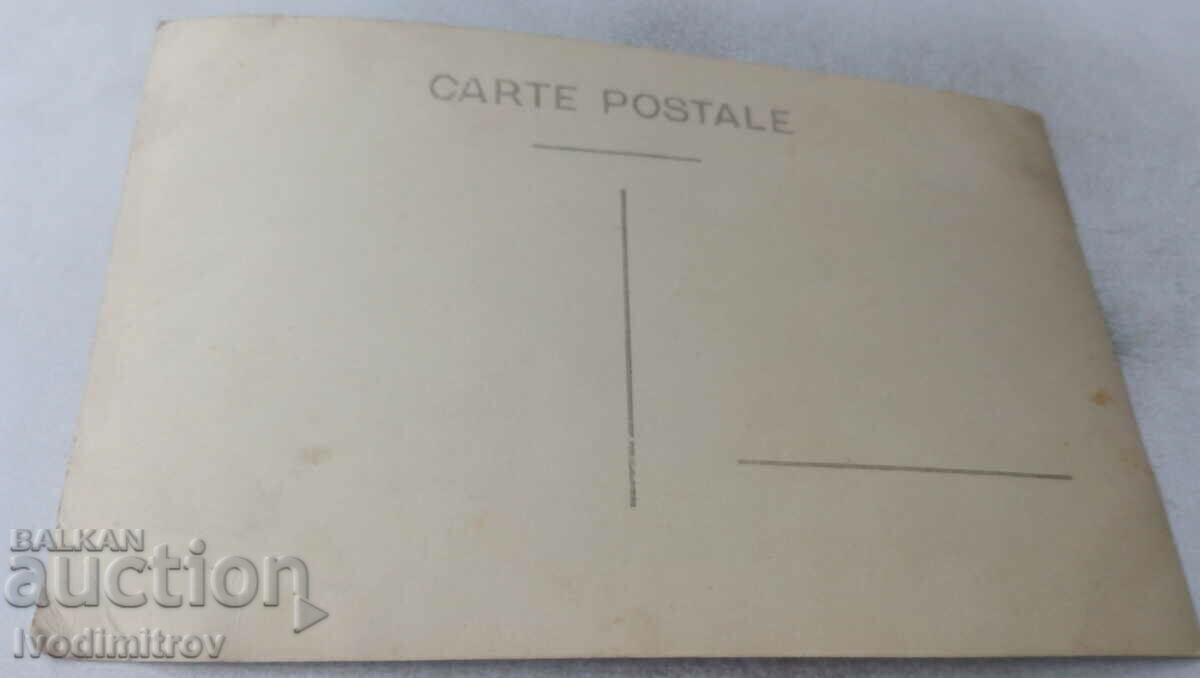 CARTE POSTALE
BALKAN
auction
Ivodimitrov